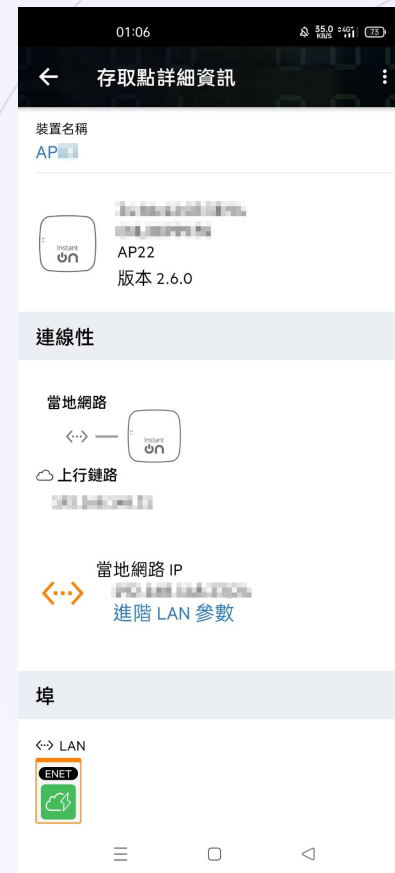 01:06
35.0 KB/S 4G 73
存取點詳細資訊
裝置名稱
AP
Instant
on
AP22
版本 2.6.0
連線性
當地網路
Instant
on
上行鏈路
當地網路 IP
進階 LAN 參數
埠
LAN
ENET